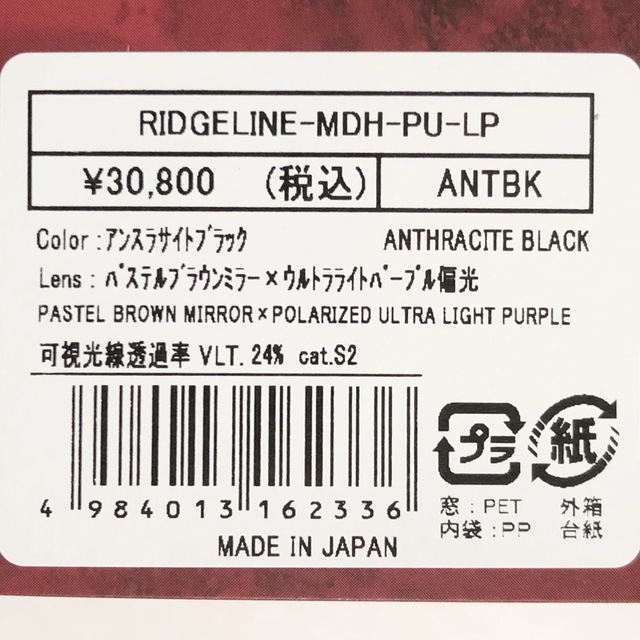 RIDGELINE-MDH-PU-LP
¥30,800 (税込) ANTBK
Color:アンスラサイトブラック ANTHRACITE BLACK
Lens:パステルブラウンミラー×ウルトラライトパープル偏光
PASTEL BROWN MIRROR×POLARIZED ULTRA LIGHT PURPLE
可視光線透過率 VLT. 24% cat.S2
プラ 紙
4 984013 162336
窓:PET 外箱
内袋:PP 台紙
MADE IN JAPAN